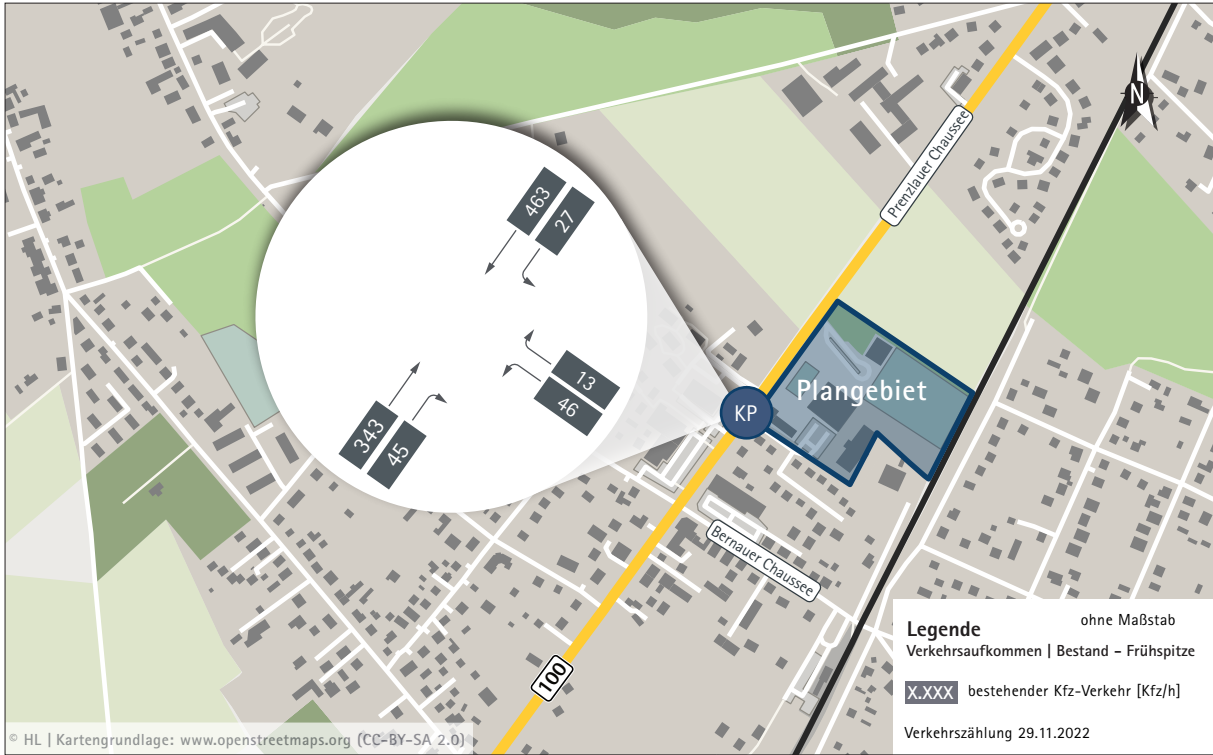 463
27
13
46
343
45
N
Prenzlauer Chaussee
Plangebiet
KP
Bernauer Chaussee
100
Legende
ohne Maßstab
Verkehrsaufkommen | Bestand – Frühspitze
X.XXX bestehender Kfz-Verkehr [Kfz/h]
Verkehrszählung 29.11.2022
© HL | Kartengrundlage: www.openstreetmaps.org (CC-BY-SA 2.0)